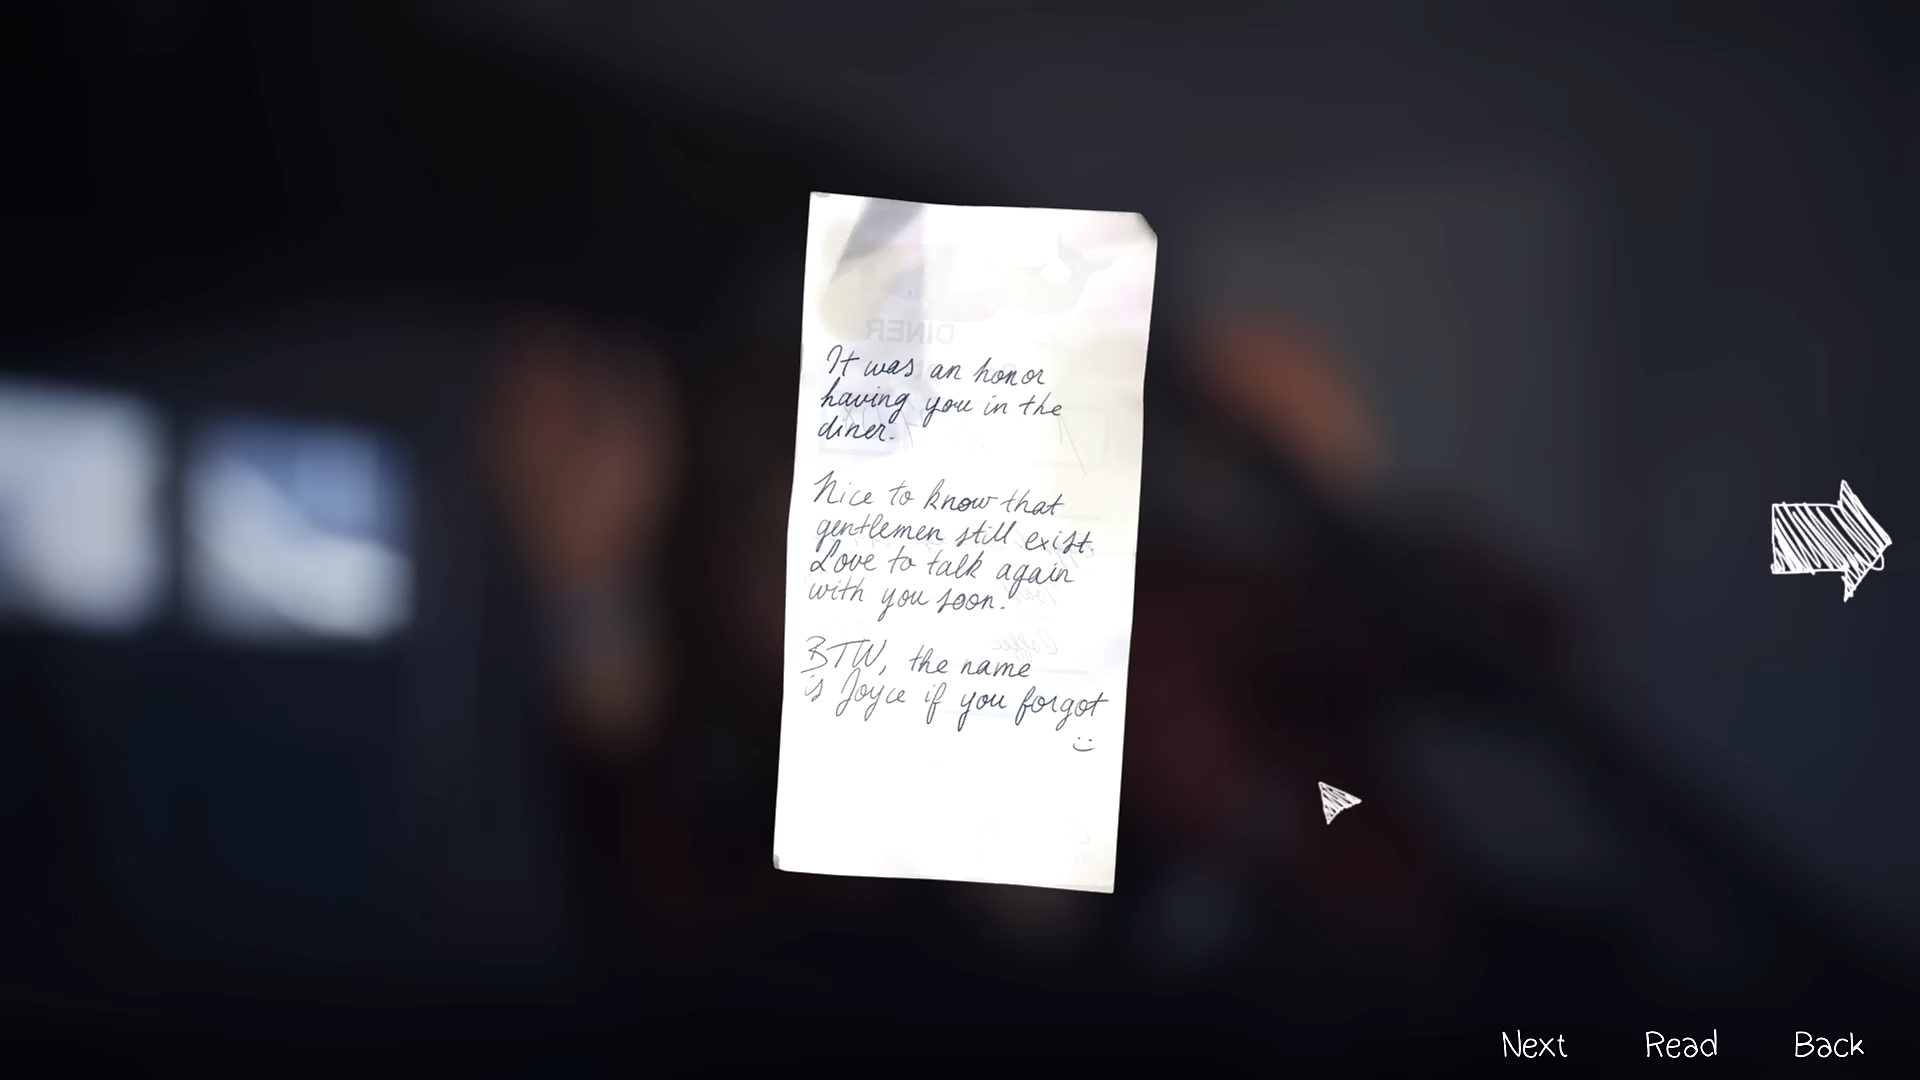 DINER
It was an honor
having you in the
diner.
Nice to know that
gentlemen still exist.
Love to talk again
with you soon.
Coffee
BTW, the name
is Joyce if you forgot
:)
Next Read Back